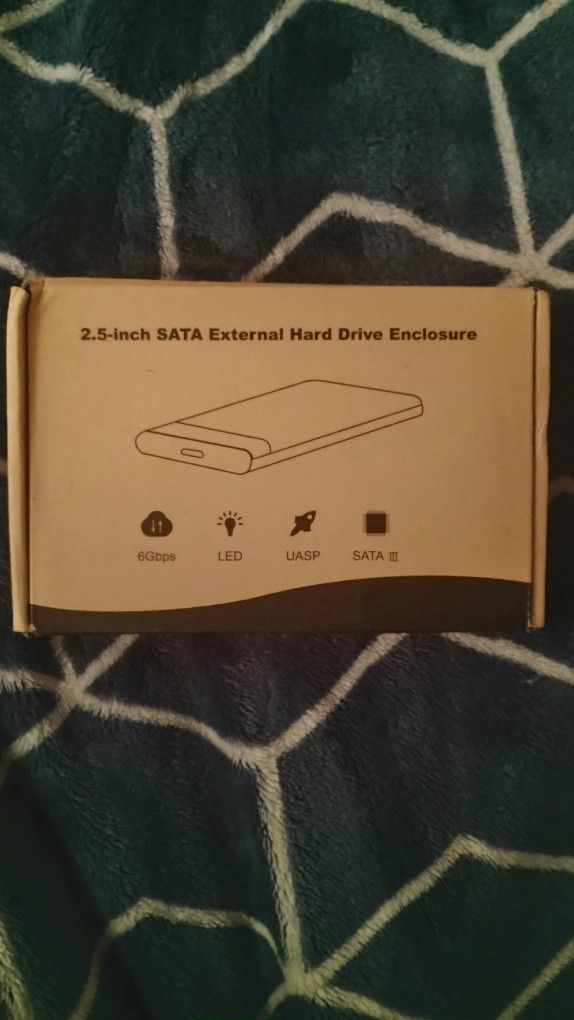 2.5-inch SATA External Hard Drive Enclosure
6Gbps LED UASP SATA Ⅲ